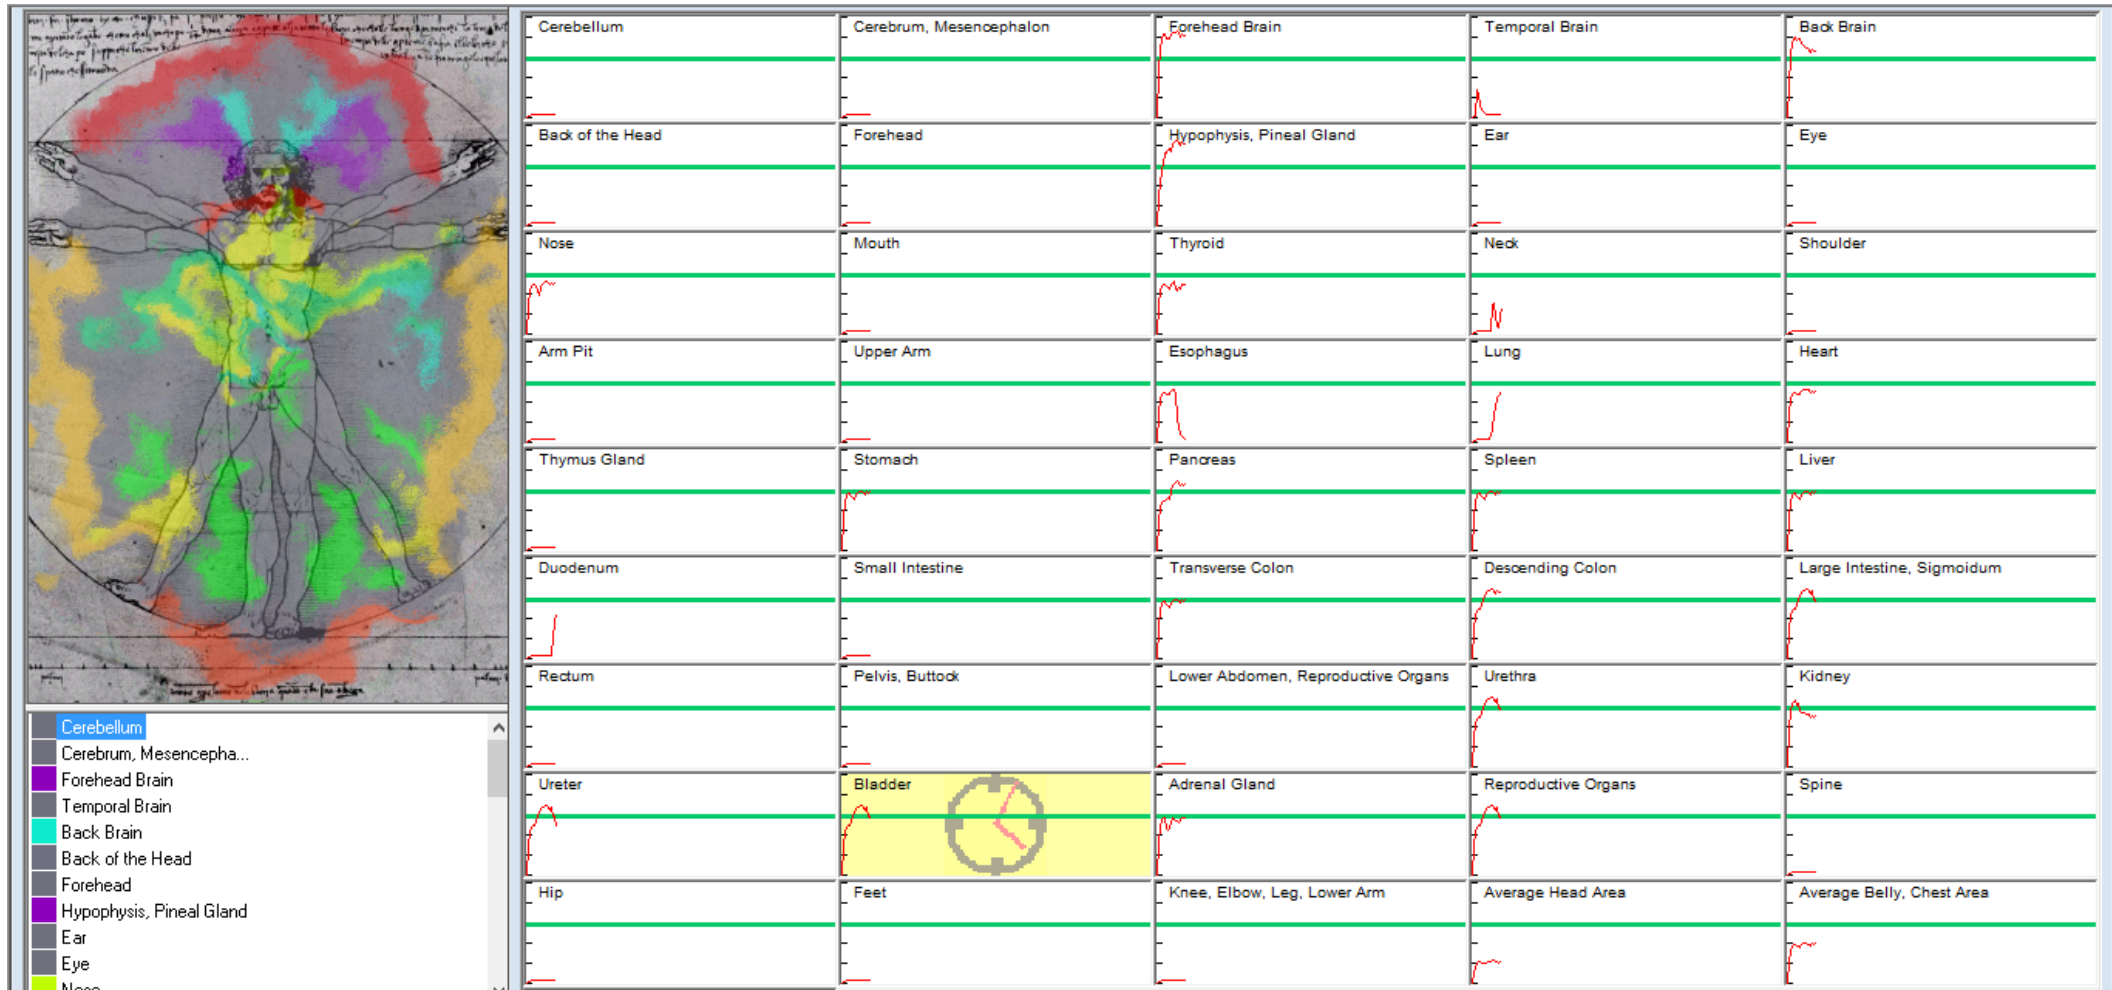 Cerebellum
Cerebrum, Mesencephalon
Forehead Brain
Temporal Brain
Back Brain
Back of the Head
Forehead
Hypophysis, Pineal Gland
Ear
Eye
Nose
Mouth
Thyroid
Neck
Shoulder
Arm Pit
Upper Arm
Esophagus
Lung
Heart
Thymus Gland
Stomach
Pancreas
Spleen
Liver
Duodenum
Small Intestine
Transverse Colon
Descending Colon
Large Intestine, Sigmoidum
Rectum
Pelvis, Buttock
Lower Abdomen, Reproductive Organs
Urethra
Kidney
Ureter
Bladder
Adrenal Gland
Reproductive Organs
Spine
Hip
Feet
Knee, Elbow, Leg, Lower Arm
Average Head Area
Average Belly, Chest Area
Cerebellum
Cerebrum, Mesencepha...
Forehead Brain
Temporal Brain
Back Brain
Back of the Head
Forehead
Hypophysis, Pineal Gland
Ear
Eye
Nose